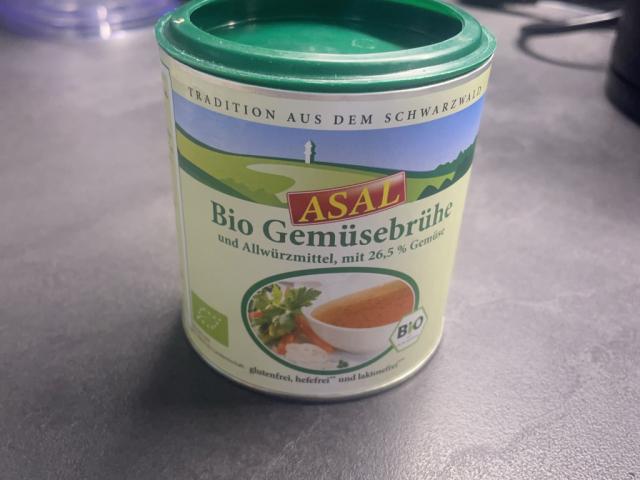 TRADITION AUS DEM SCHWARZWALD
ASAL
Bio Gemüsebrühe
und Allwürzmittel, mit 26,5 % Gemüse
BIO
glutenfrei, hefefrei** und laktosefrei**